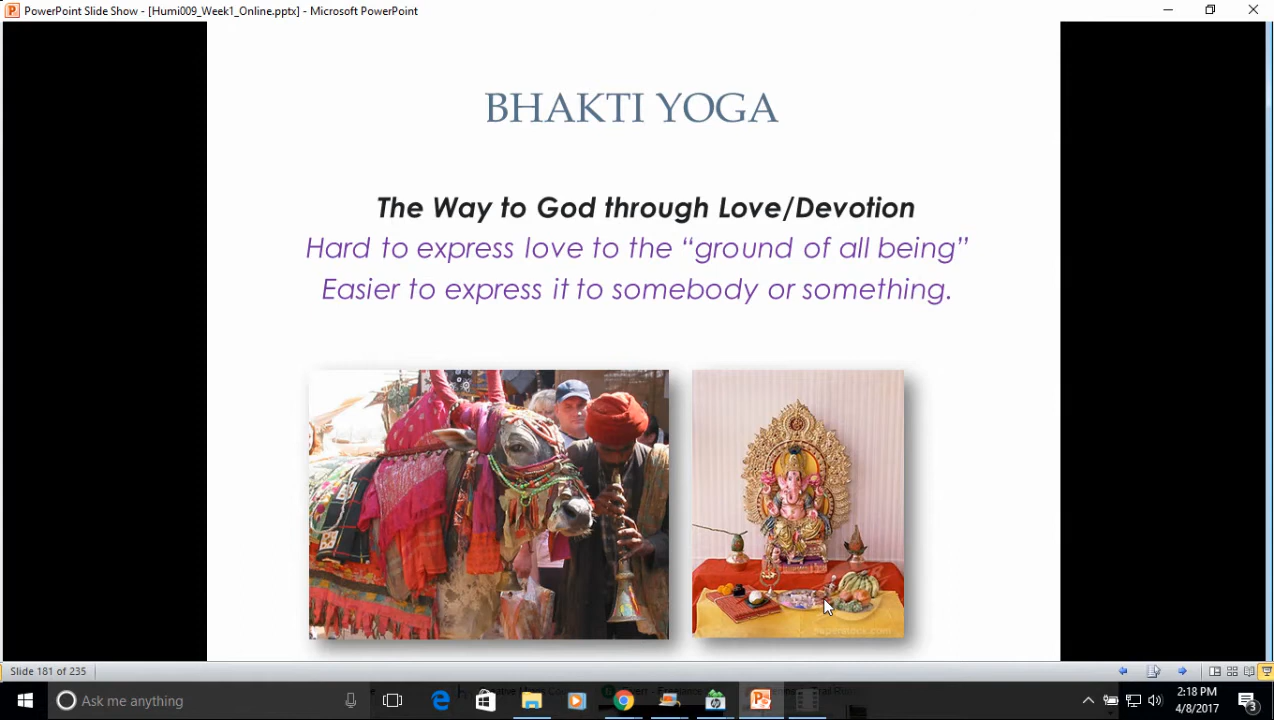 PowerPoint Slide Show - [Humi009_Week1_Online.pptx] - Microsoft PowerPoint
BHAKTI YOGA
The Way to God through Love/Devotion
Hard to express love to the “ground of all being”
Easier to express it to somebody or something.
Slide 181 of 235
Ask me anything
2:18 PM
4/8/2017
3